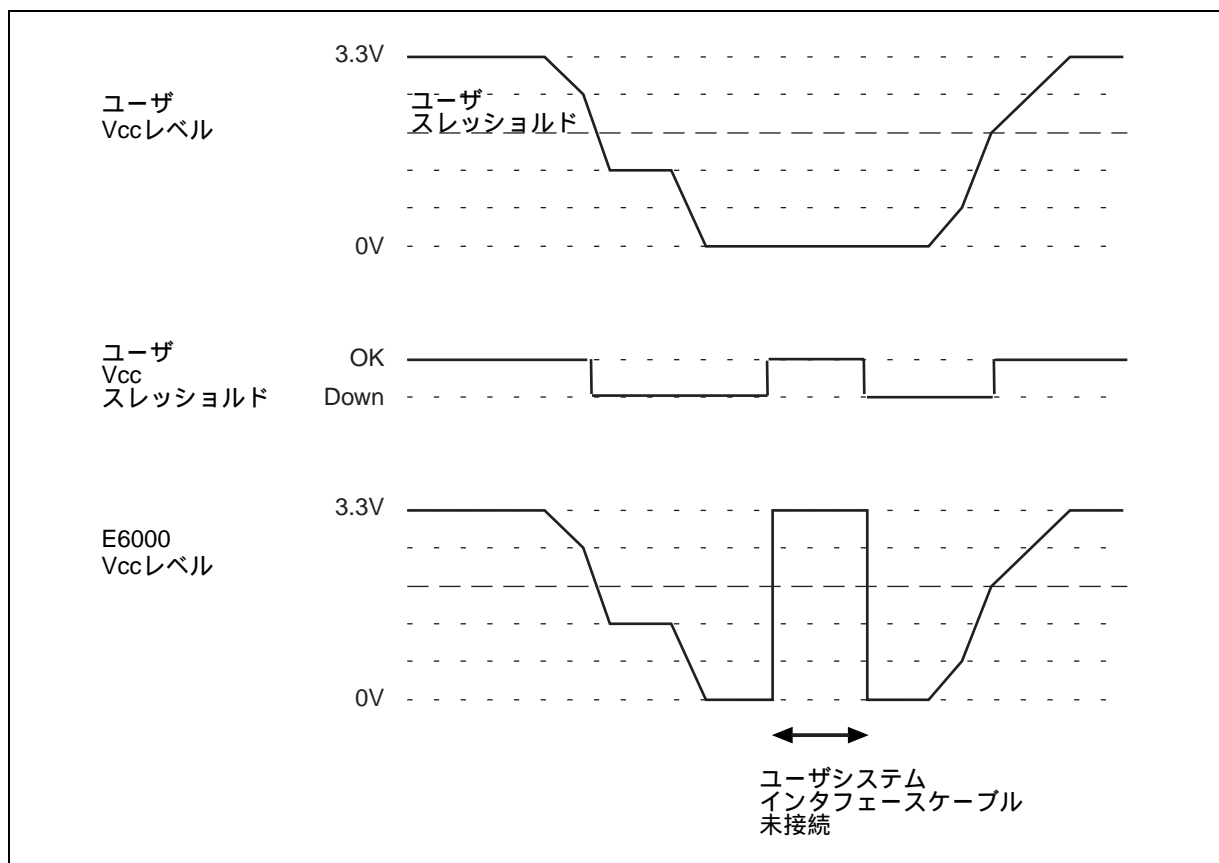 3.3V
ユーザ
Vccレベル
ユーザ
スレッショルド
0V
ユーザ
Vcc
スレッショルド
OK
Down
3.3V
E6000
Vccレベル
0V
ユーザシステム
インタフェースケーブル
未接続